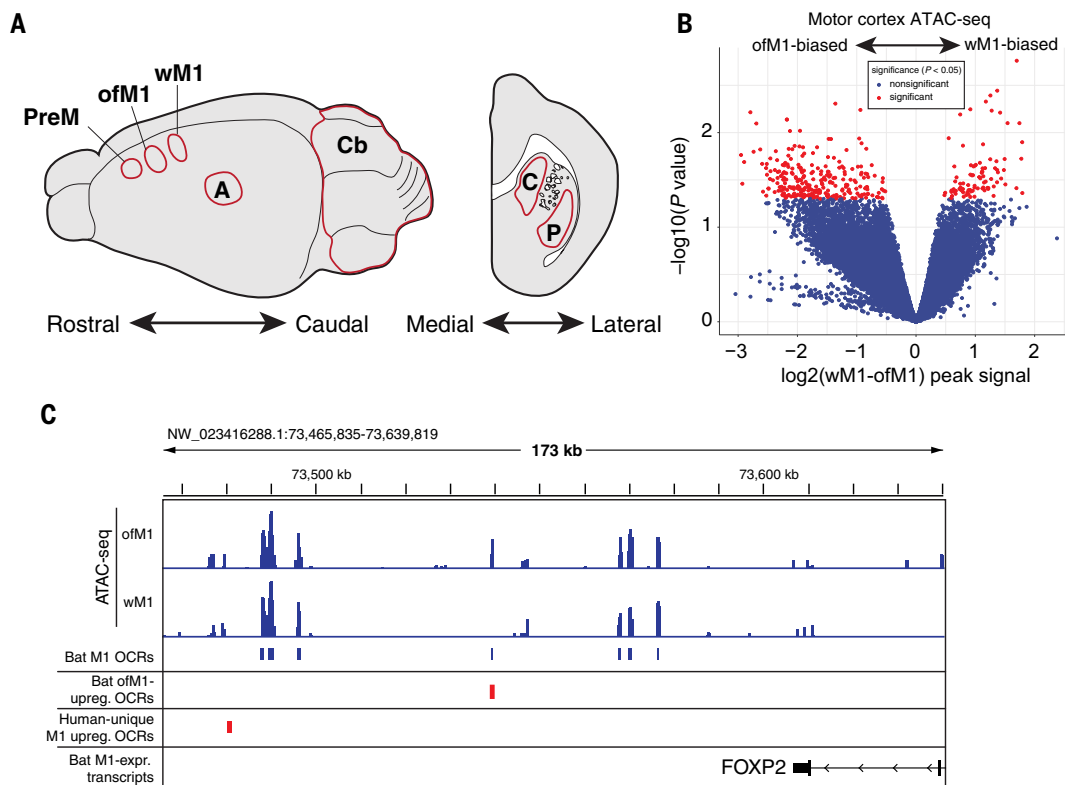 A
PreM
ofM1
wM1
A
Cb
C
P
Rostral
Caudal
Medial
Lateral
B
Motor cortex ATAC-seq
ofM1-biased
wM1-biased
significance (P < 0.05)
nonsignificant
significant
−log10(P value)
2
1
0
−3
−2
−1
0
1
2
log2(wM1-ofM1) peak signal
C
NW_023416288.1:73,465,835-73,639,819
173 kb
73,500 kb
73,600 kb
ATAC-seq
ofM1
wM1
Bat M1 OCRs
Bat ofM1-
upreg. OCRs
Human-unique
M1 upreg. OCRs
Bat M1-expr.
transcripts
FOXP2